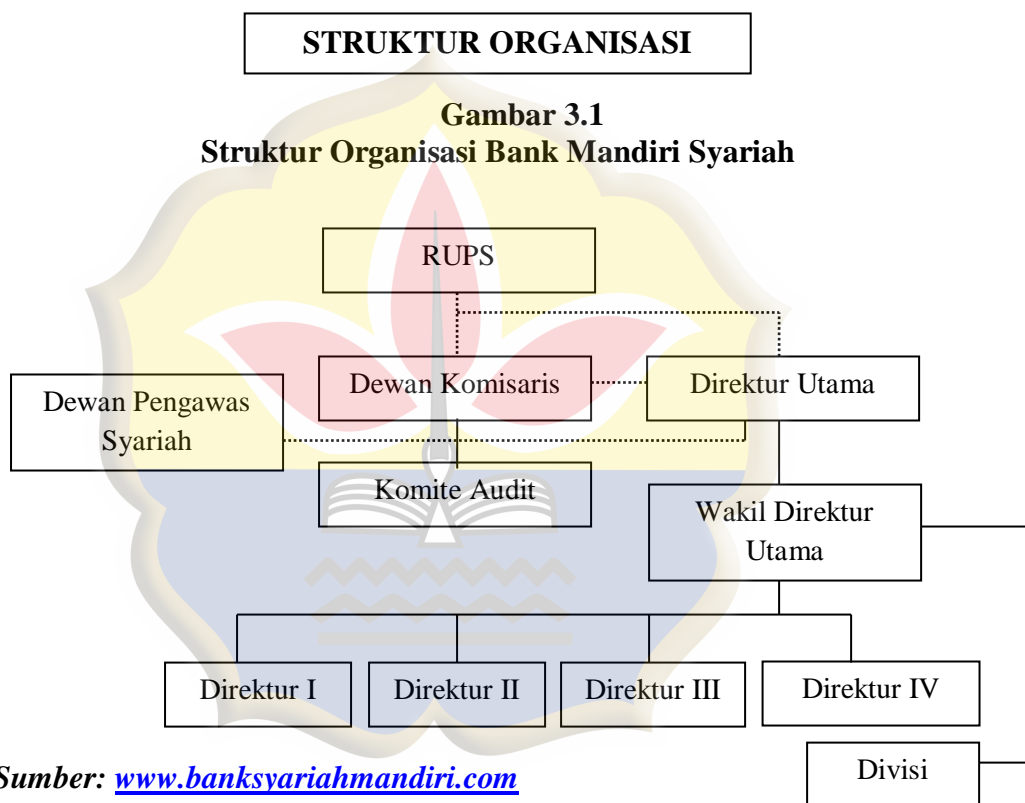 STRUKTUR ORGANISASI
Gambar 3.1
Struktur Organisasi Bank Mandiri Syariah
RUPS
Dewan Komisaris
Direktur Utama
Dewan Pengawas
Syariah
Komite Audit
Wakil Direktur
Utama
Direktur I
Direktur II
Direktur III
Direktur IV
Divisi
Sumber: www.banksyariahmandiri.com